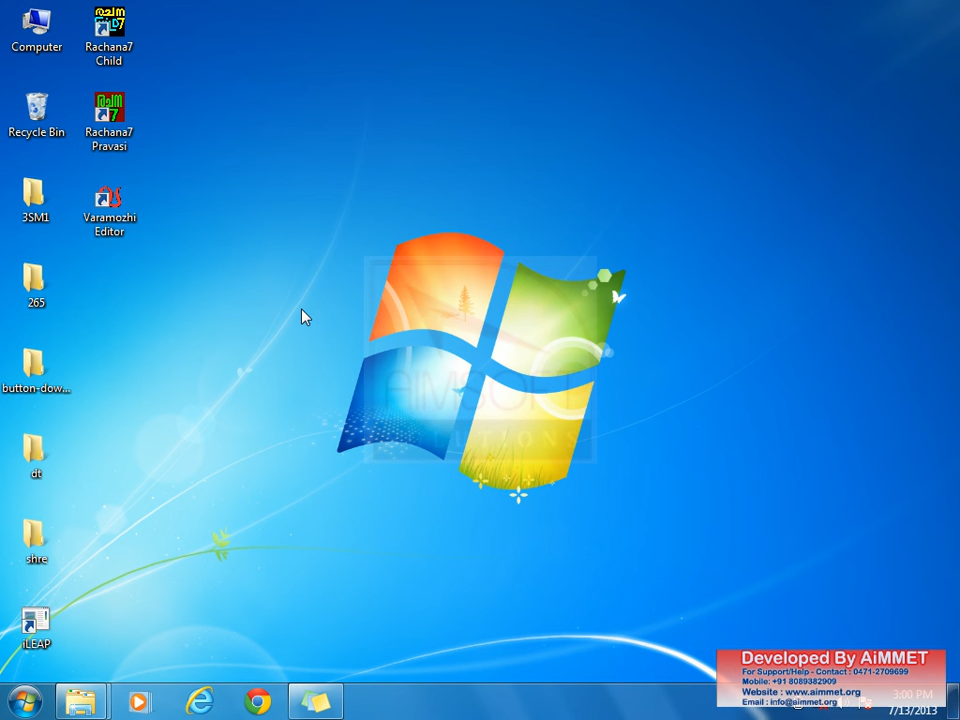 Computer
Rachana7
Child
Recycle Bin
Rachana7
Pravasi
3SM1
Varamozhi
Editor
265
button-dow...
dt
shre
iLEAP
AIMSOFT
Developed By AiMMET
For Support/Help - Contact : 0471-2709699
Mobile: +91 8089382909
Website : www.aimmet.org
Email : info@aimmet.org
3:00 PM
7/13/2013